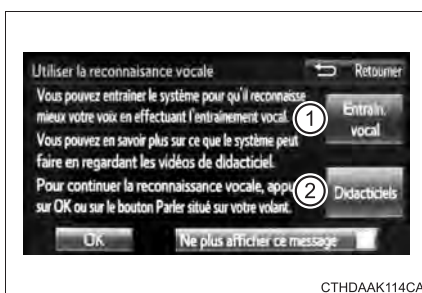 Utiliser la reconnaisance vocale
Retourner
Vous pouvez entraîner le système pour qu'il reconnaisse
mieux votre voix en effectuant l'entraînement vocal.
1
Entraîn.
vocal
Vous pouvez en savoir plus sur ce que le système peut
faire en regardant les vidéos de didacticiel.
Pour continuer la reconnaissance vocale, appu
sur OK ou sur le bouton Parler situé sur votre volant.
2
Didacticiels
OK
Ne plus afficher ce message
CTHDAAK114CA